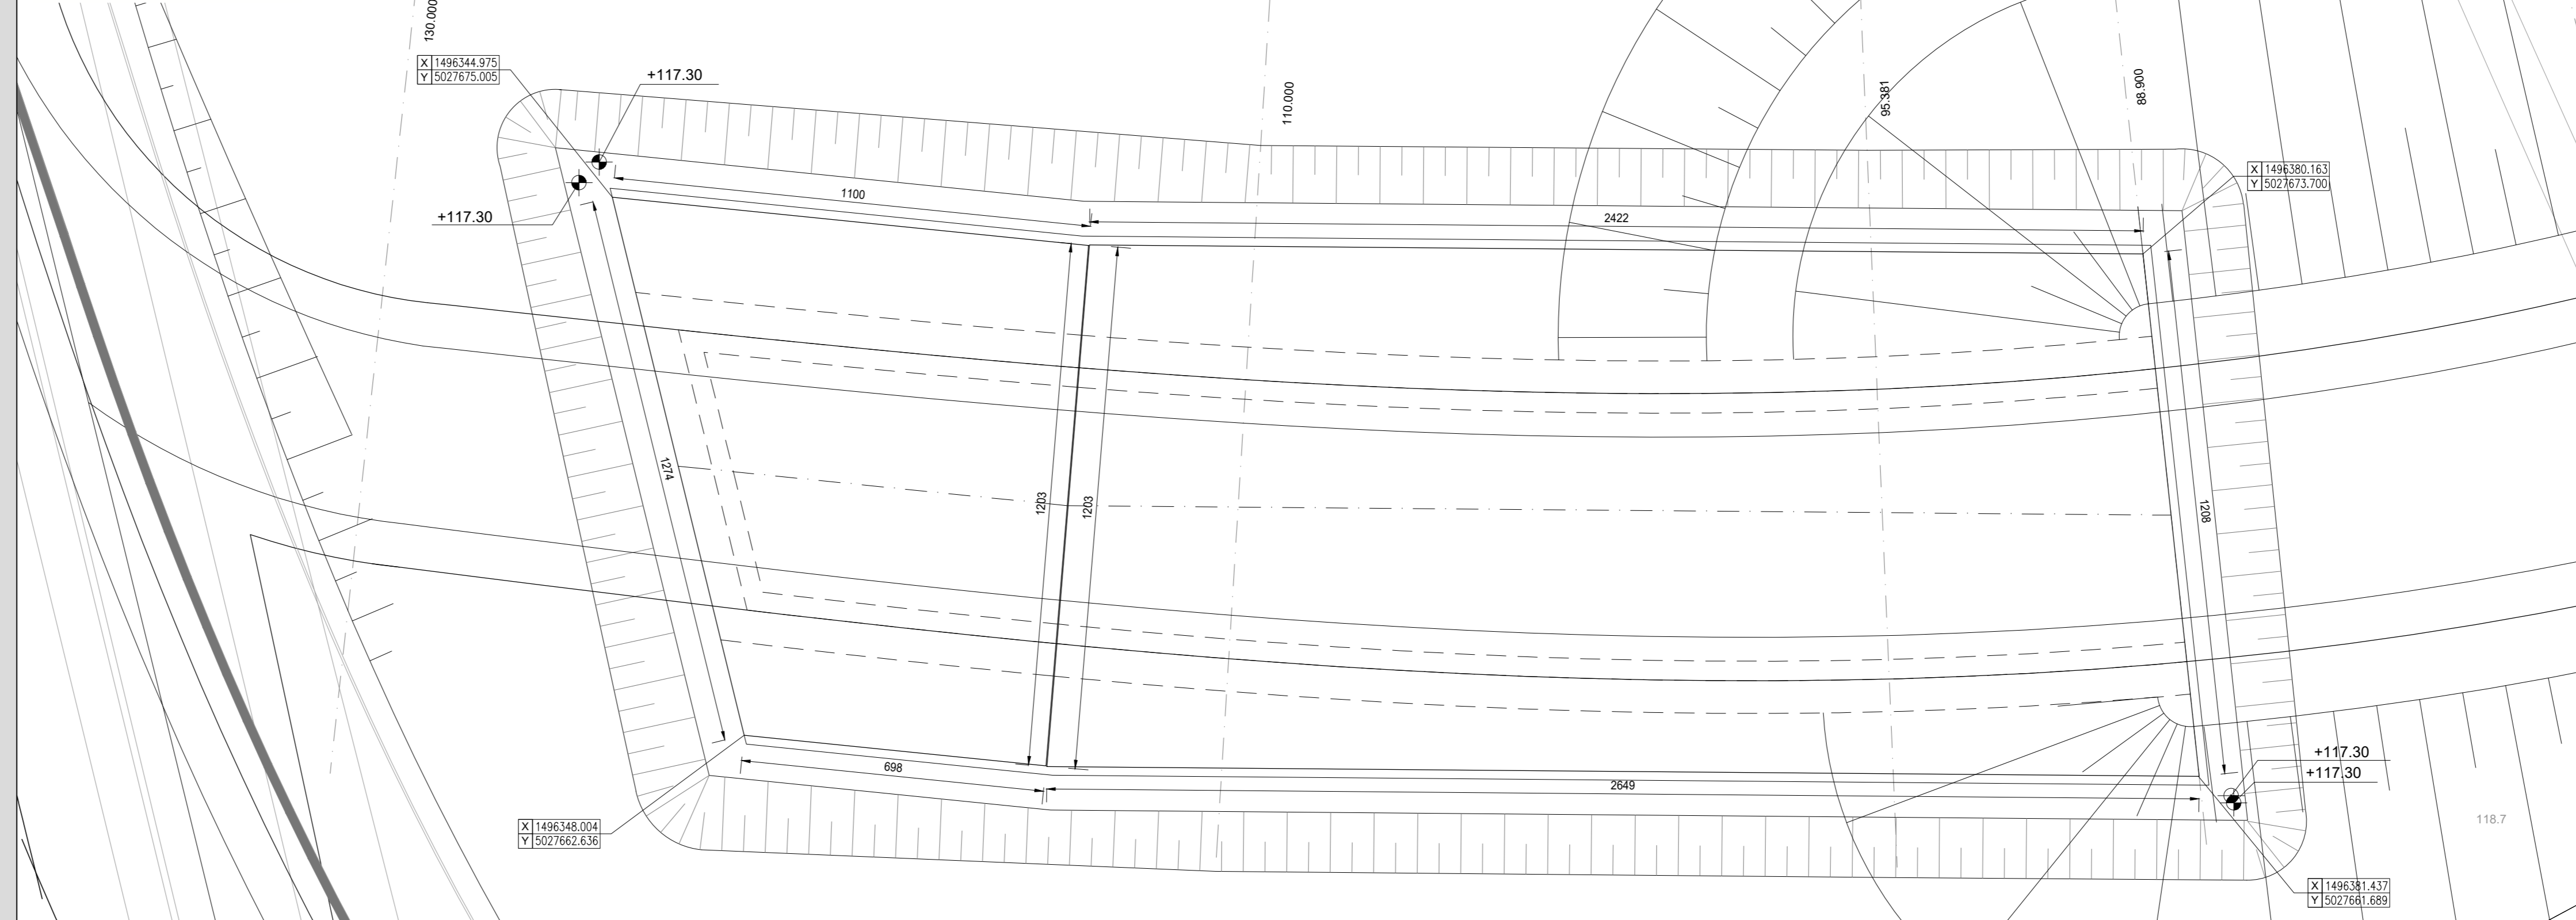 130.000
X 1496344.975
Y 5027675.005
+117.30
110.000
95.381
88.900
X 1496380.163
Y 5027673.700
+117.30
1100
2422
1274
1203
1203
1208
698
2649
+117.30
+117.30
118.7
X 1496348.004
Y 5027662.636
X 1496381.437
Y 5027661.689